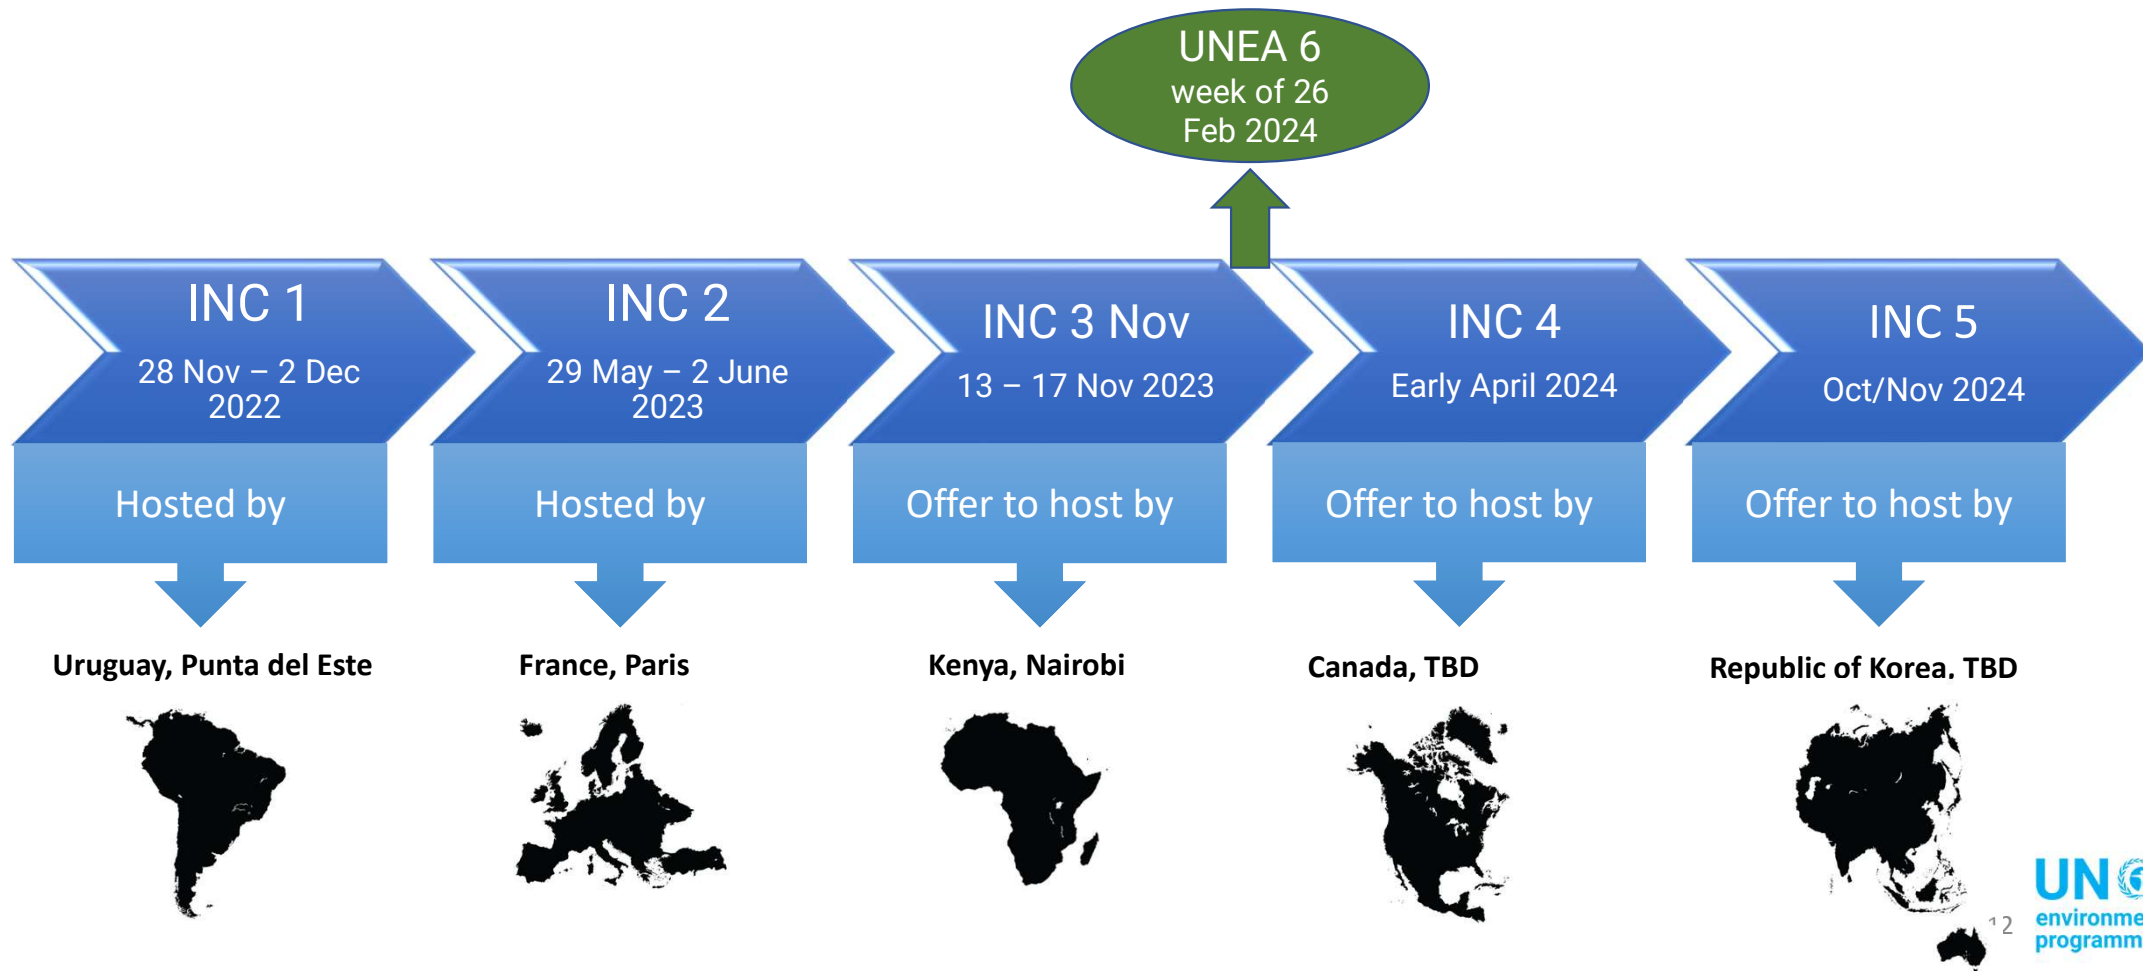 UNEA 6
week of 26
Feb 2024
INC 1
28 Nov – 2 Dec
2022
INC 2
29 May – 2 June
2023
INC 3 Nov
13 – 17 Nov 2023
INC 4
Early April 2024
INC 5
Oct/Nov 2024
Hosted by
Hosted by
Offer to host by
Offer to host by
Offer to host by
Uruguay, Punta del Este
France, Paris
Kenya, Nairobi
Canada, TBD
Republic of Korea, TBD
12
UN
environme
programm